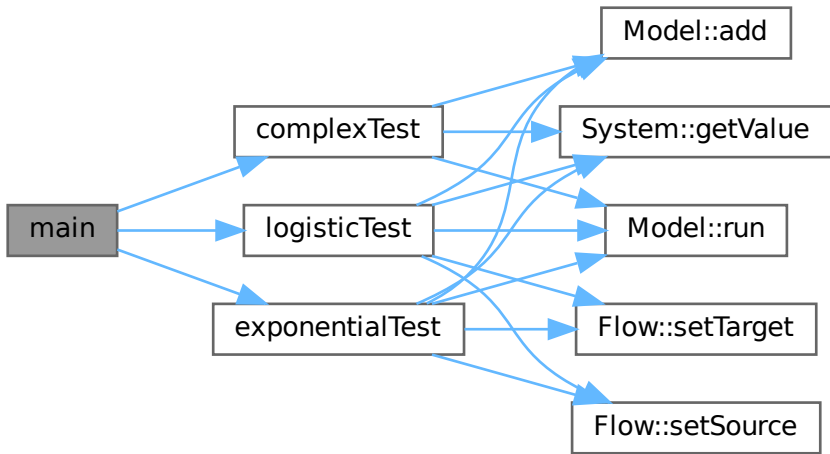 main
complexTest
logisticTest
exponentialTest
Model::add
System::getValue
Model::run
Flow::setTarget
Flow::setSource